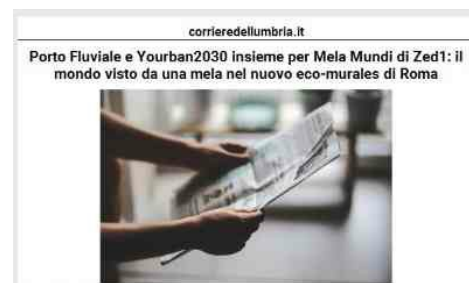 corrieredellumbria.it
Porto Fluviale e Yourban2030 insieme per Mela Mundi di Zed1: il
mondo visto da una mela nel nuovo eco-murales di Roma